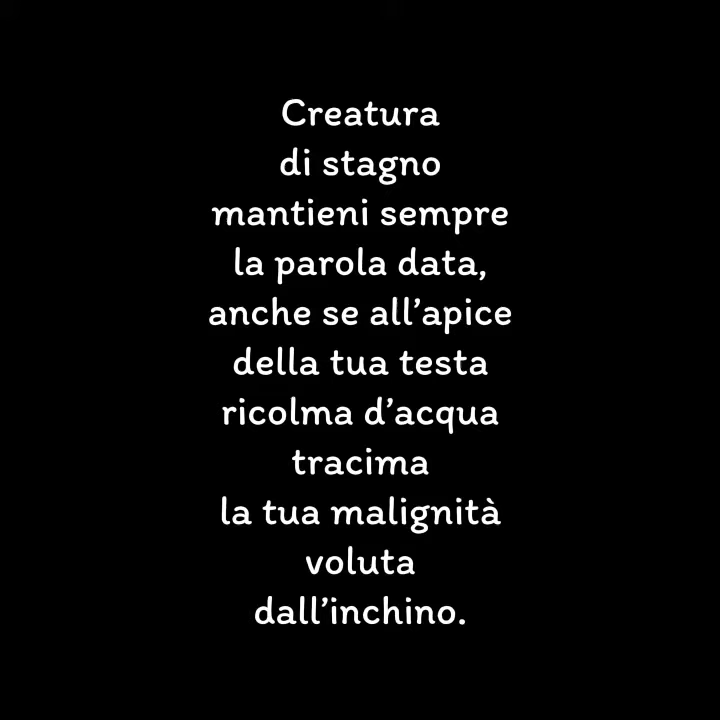 Creatura
di stagno
mantieni sempre
la parola data,
anche se all’apice
della tua testa
ricolma d’acqua
tracima
la tua malignità
voluta
dall’inchino.